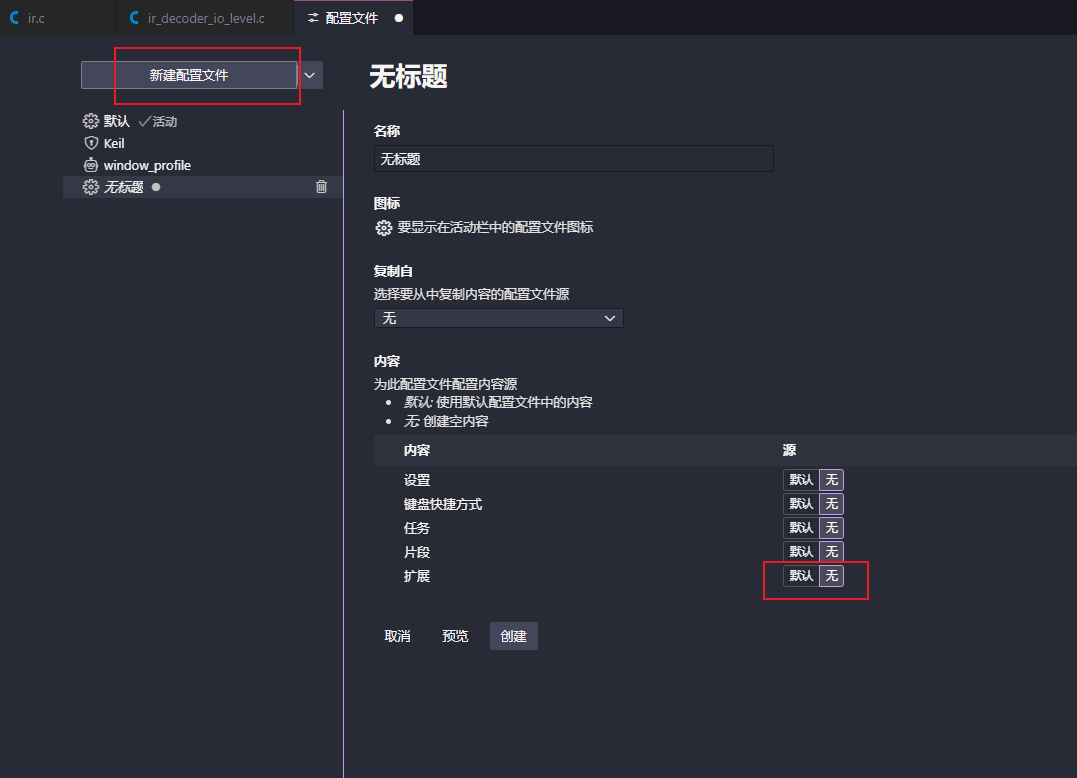 ir.c
ir_decoder_io_level.c
配置文件
新建配置文件
默认 活动
Keil
window_profile
无标题
无标题
名称
无标题
图标
要显示在活动栏中的配置文件图标
复制自
选择要从中复制内容的配置文件源
无
内容
为此配置文件配置内容源
默认: 使用默认配置文件中的内容
无: 创建空内容
内容 源
设置 默认 无
键盘快捷方式 默认 无
任务 默认 无
片段 默认 无
扩展 默认 无
取消 预览 创建